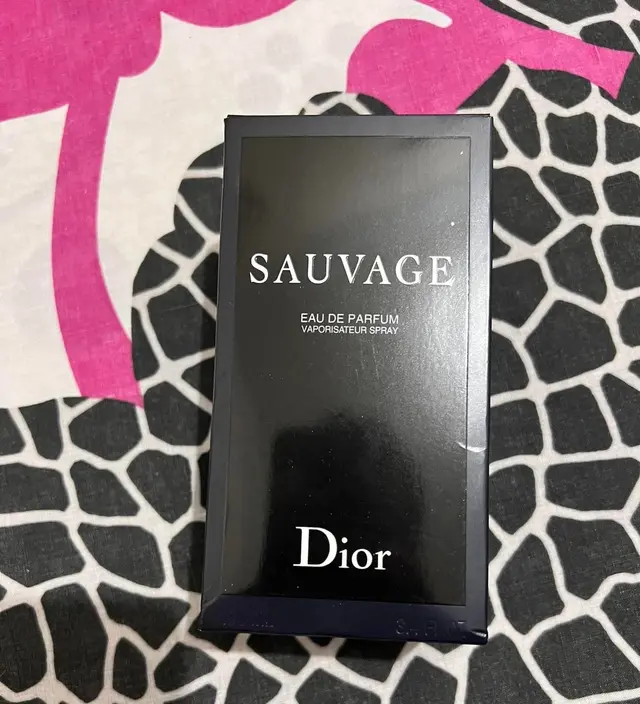 SAUVAGE
EAU DE PARFUM
VAPORISATEUR SPRAY
Dior